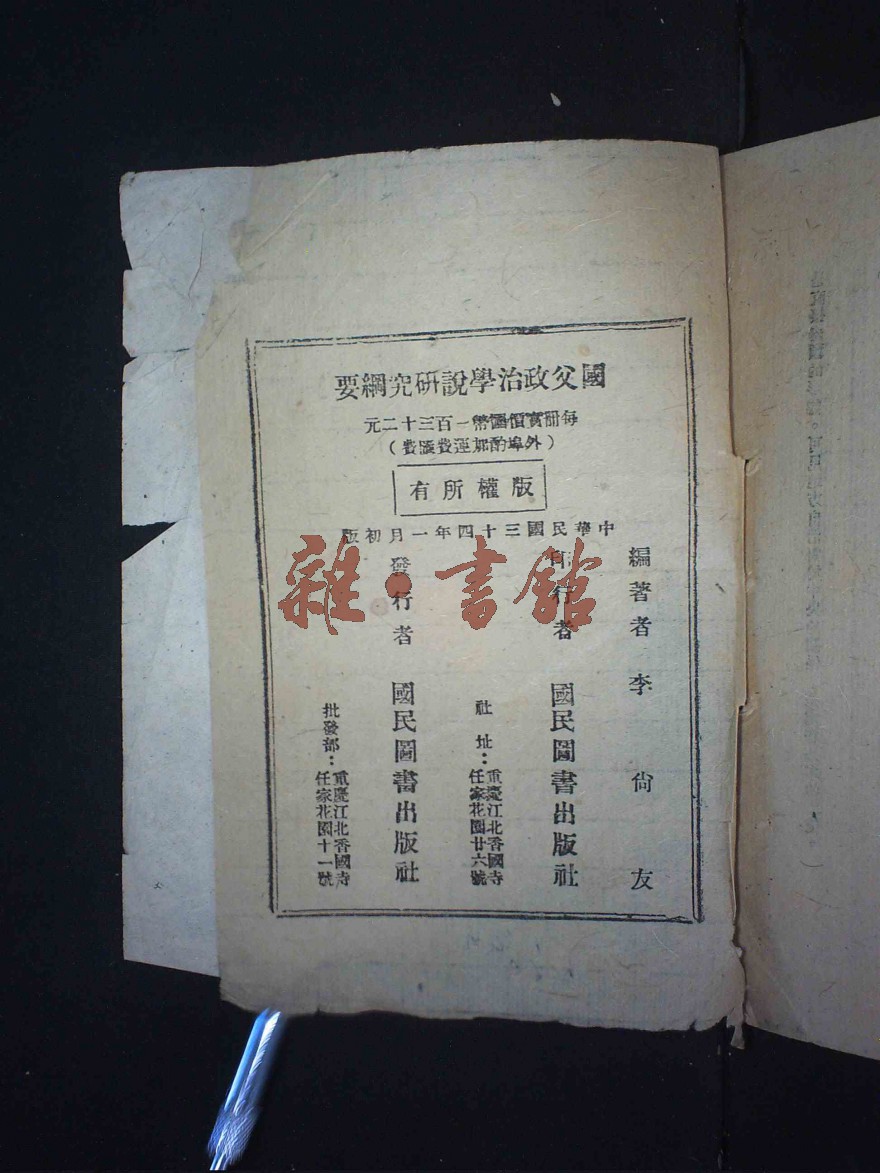 國父政治學說研究綱要
每冊實價國幣一百三十二元
（外埠酌加運費匯費）
版權所有
中華民國三十四年一月初版
編著者 李尙友
印行者 國民圖書出版社
社址：重慶江北香國寺
任家花園廿六號
發行者 國民圖書出版社
批發部：重慶江北香國寺
任家花園十一號
雜·書館